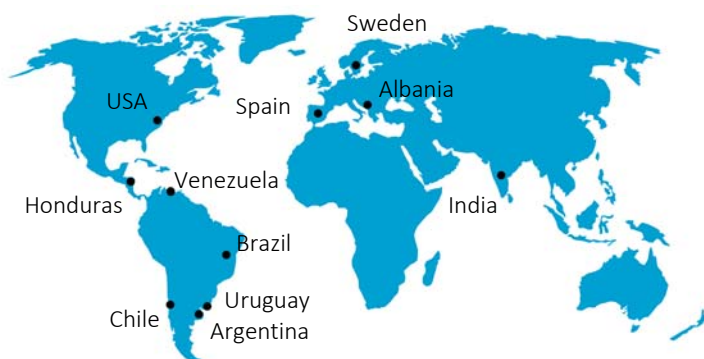 Sweden
Albania
USA
Spain
Venezuela
Honduras
India
Brazil
Uruguay
Chile
Argentina